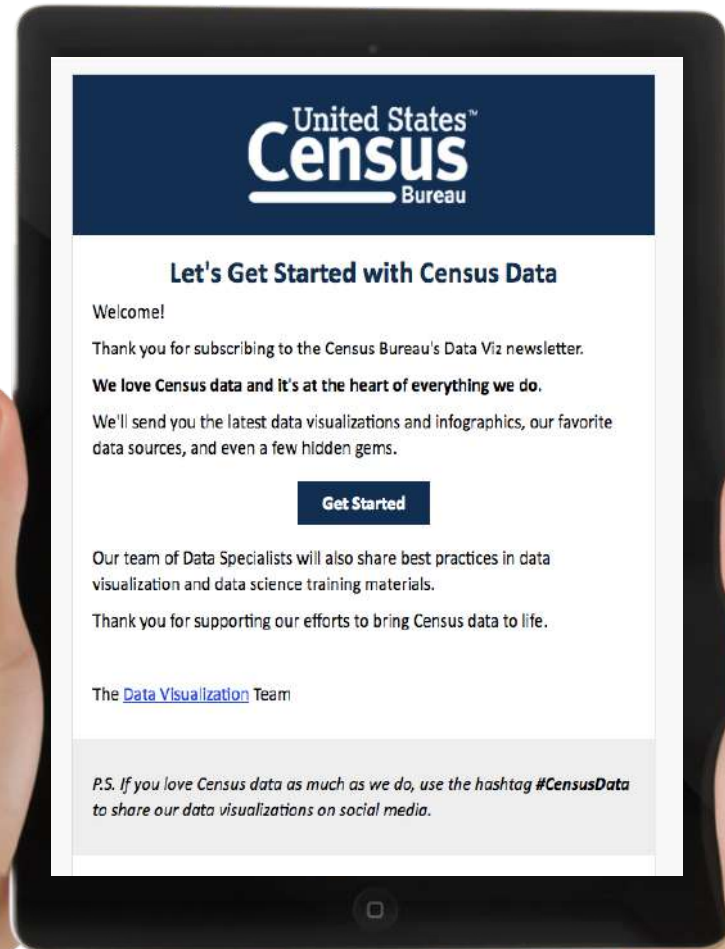 United States™
Census
Bureau
Let's Get Started with Census Data
Welcome!
Thank you for subscribing to the Census Bureau's Data Viz newsletter.
We love Census data and it's at the heart of everything we do.
We'll send you the latest data visualizations and infographics, our favorite
data sources, and even a few hidden gems.
Get Started
Our team of Data Specialists will also share best practices in data
visualization and data science training materials.
Thank you for supporting our efforts to bring Census data to life.
The Data Visualization Team
P.S. If you love Census data as much as we do, use the hashtag #CensusData
to share our data visualizations on social media.